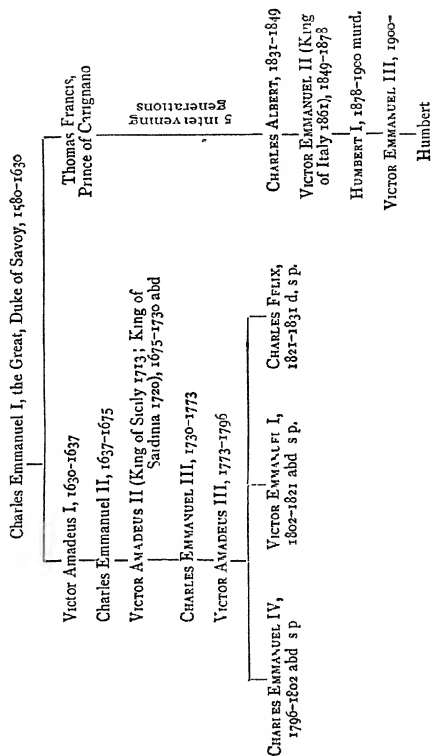 Charles Emmanuel I, the Great, Duke of Savoy, 1580-1630
Victor Amadeus I, 1630-1637
Charles Emmanuel II, 1637-1675
VICTOR AMADEUS II (King of Sicily 1713; King of
Sardinia 1720), 1675-1730 abd
CHARLES EMMANUEL III, 1730-1773
VICTOR AMADEUS III, 1773-1796
CHARLES EMMANUEL IV,
1796-1802 abd s p
VICTOR EMMANUEL I,
1802-1821 abd s p.
CHARLES FELIX,
1821-1831 d. s p.
Thomas Francis,
Prince of Carignano
5 intervening
generations
CHARLES ALBERT, 1831-1849
VICTOR EMMANUEL II (King
of Italy 1861), 1849-1878
HUMBERT I, 1878-1900 murd.
VICTOR EMMANUEL III, 1900-
Humbert